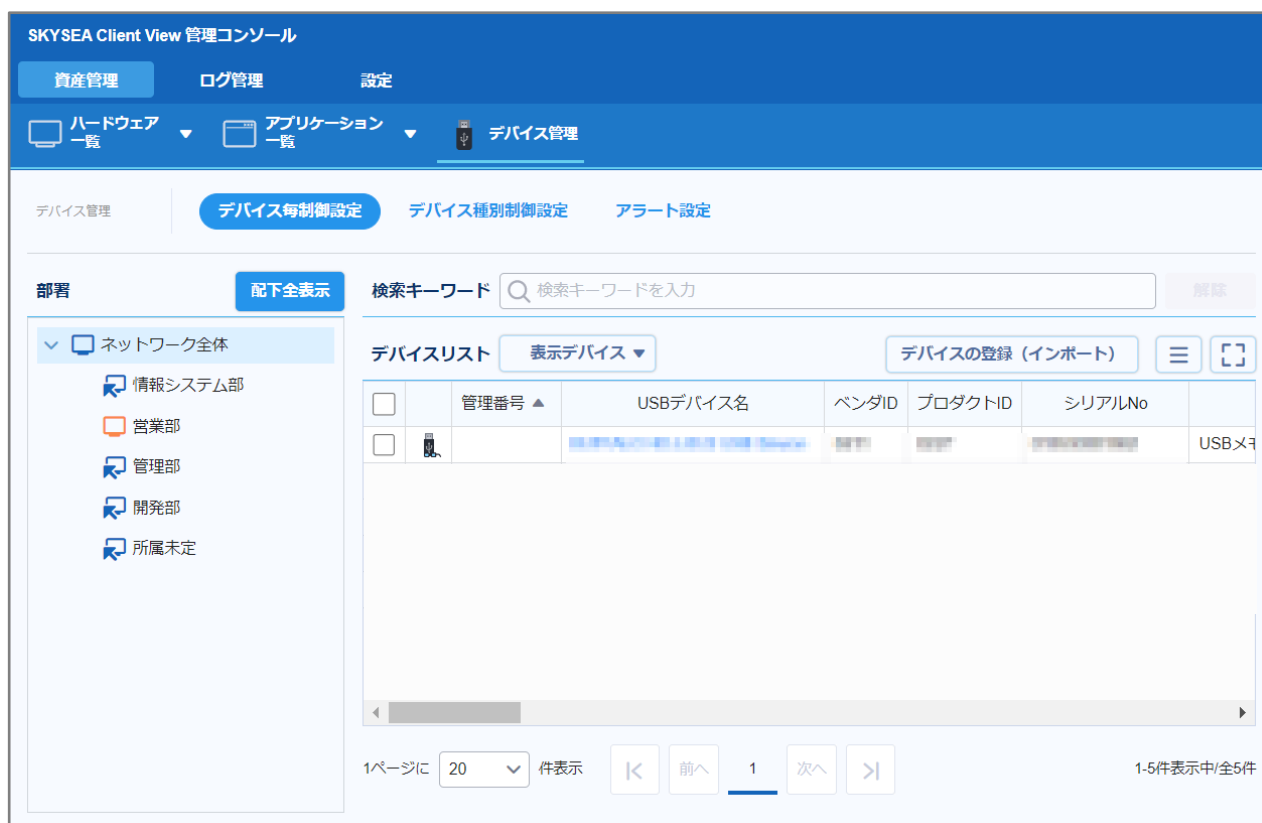 SKYSEA Client View 管理コンソール
資産管理 ログ管理 設定
ハードウェア
一覧
アプリケーション
一覧
デバイス管理
デバイス管理 デバイス毎制御設定 デバイス種別制御設定 アラート設定
部署 配下全表示
検索キーワード 検索キーワードを入力 解除
ネットワーク全体
情報システム部
営業部
管理部
開発部
所属未定
デバイスリスト 表示デバイス ▼ デバイスの登録（インポート）
管理番号 ▲ USBデバイス名 ベンダID プロダクトID シリアルNo
1ページに 20 件表示 前へ 1 次へ 1-5件表示中/全5件